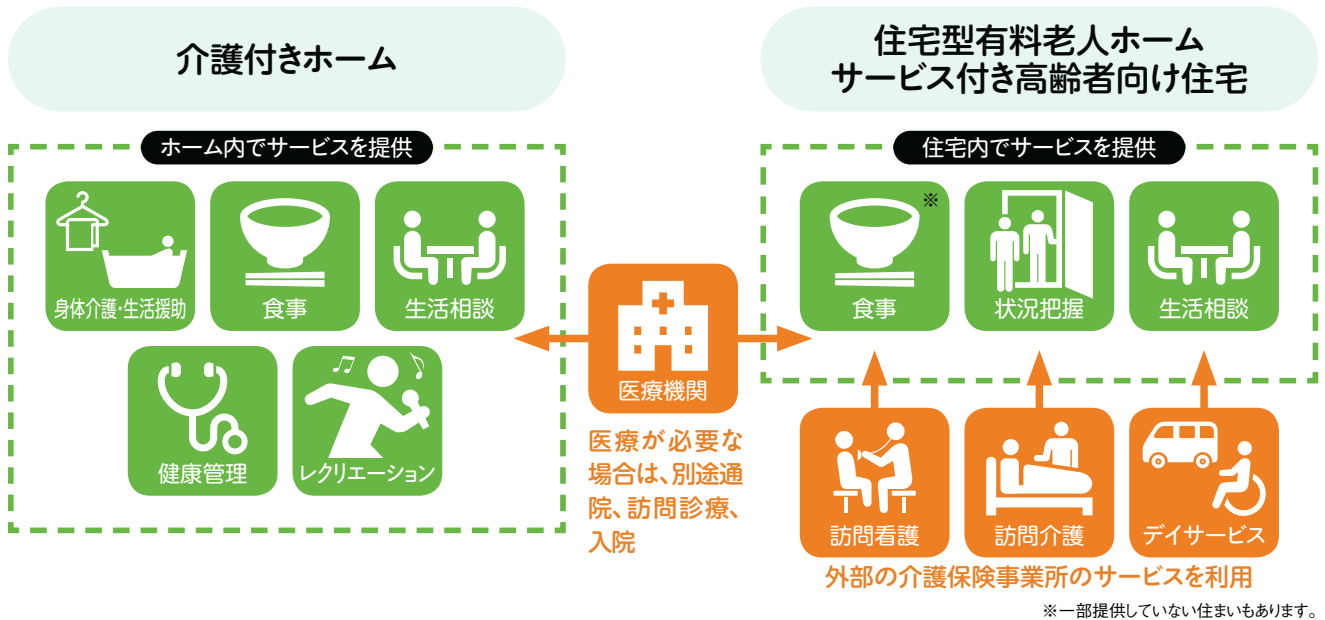 介護付きホーム
ホーム内でサービスを提供
身体介護・生活援助
食事
生活相談
健康管理
レクリエーション
医療機関
医療が必要な
場合は、別途通
院、訪問診療、
入院
住宅型有料老人ホーム
サービス付き高齢者向け住宅
住宅内でサービスを提供
※
食事
状況把握
生活相談
訪問看護
訪問介護
デイサービス
外部の介護保険事業所のサービスを利用
※一部提供していない住まいもあります。